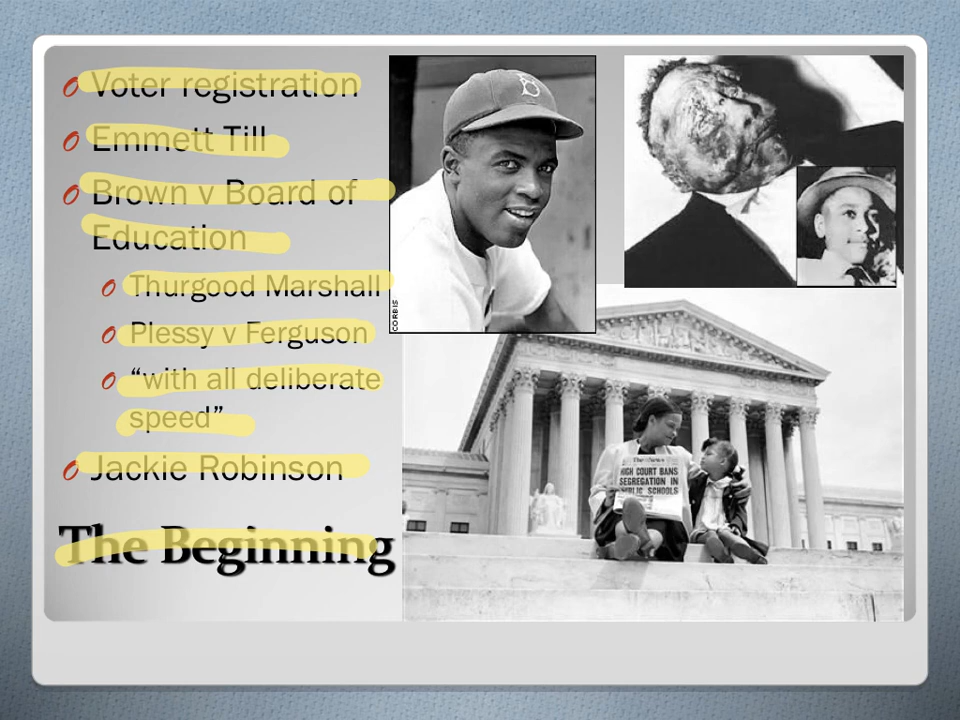 Voter registration
Emmett Till
Brown v Board of
Education
Thurgood Marshall
Plessy v Ferguson
“with all deliberate
speed”
Jackie Robinson
The Beginning
B
CORBIS
HIGH COURT BANS
SEGREGATION IN
PUBLIC SCHOOLS